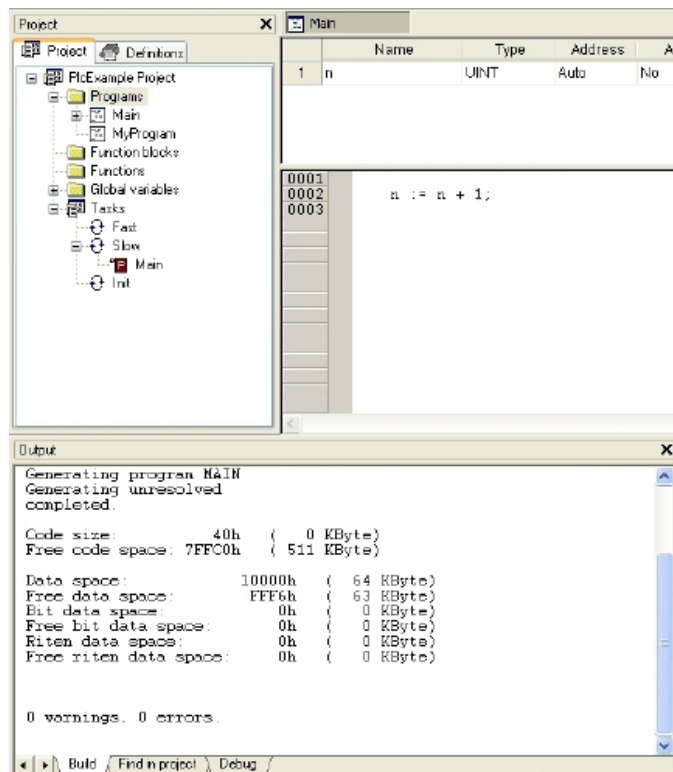 Project
Project Definitions
PlcExample Project
Programs
Main
MyProgram
Function blocks
Functions
Global variables
Tasks
Fast
Slow
Main
Init
Main
Name Type Address A
1 n UINT Auto No
0001
0002 n := n + 1;
0003
Output
Generating program MAIN
Generating unresolved
completed.
Code size: 40h ( 0 KByte)
Free code space: 7FFC0h ( 511 KByte)
Data space: 10000h ( 64 KByte)
Free data space: FFF6h ( 63 KByte)
Bit data space: 0h ( 0 KByte)
Free bit data space: 0h ( 0 KByte)
Riten data space: 0h ( 0 KByte)
Free riten data space: 0h ( 0 KByte)
0 warnings, 0 errors.
Build Find in project Debug